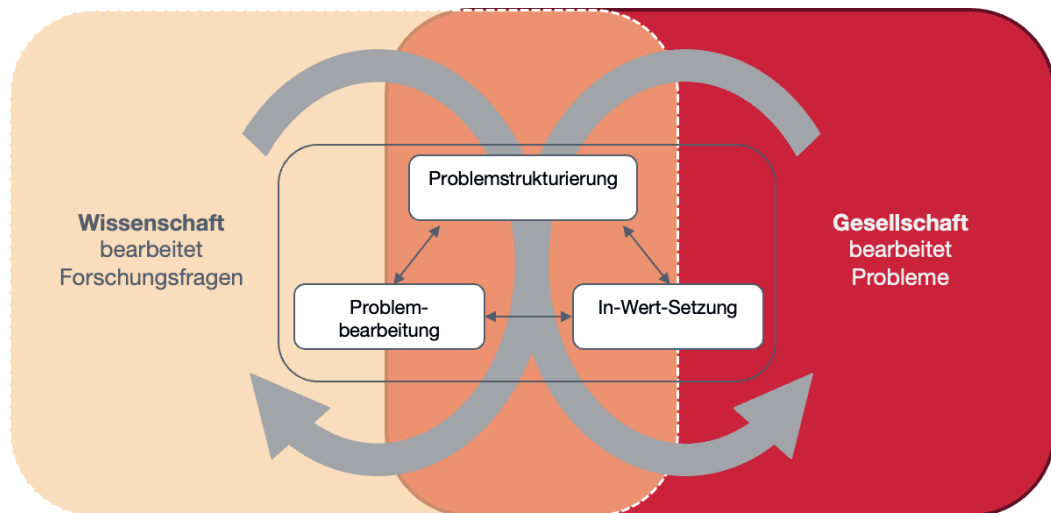 Problemstrukturierung
Wissenschaft
bearbeitet
Forschungsfragen
Gesellschaft
bearbeitet
Probleme
Problem-
bearbeitung
In-Wert-Setzung